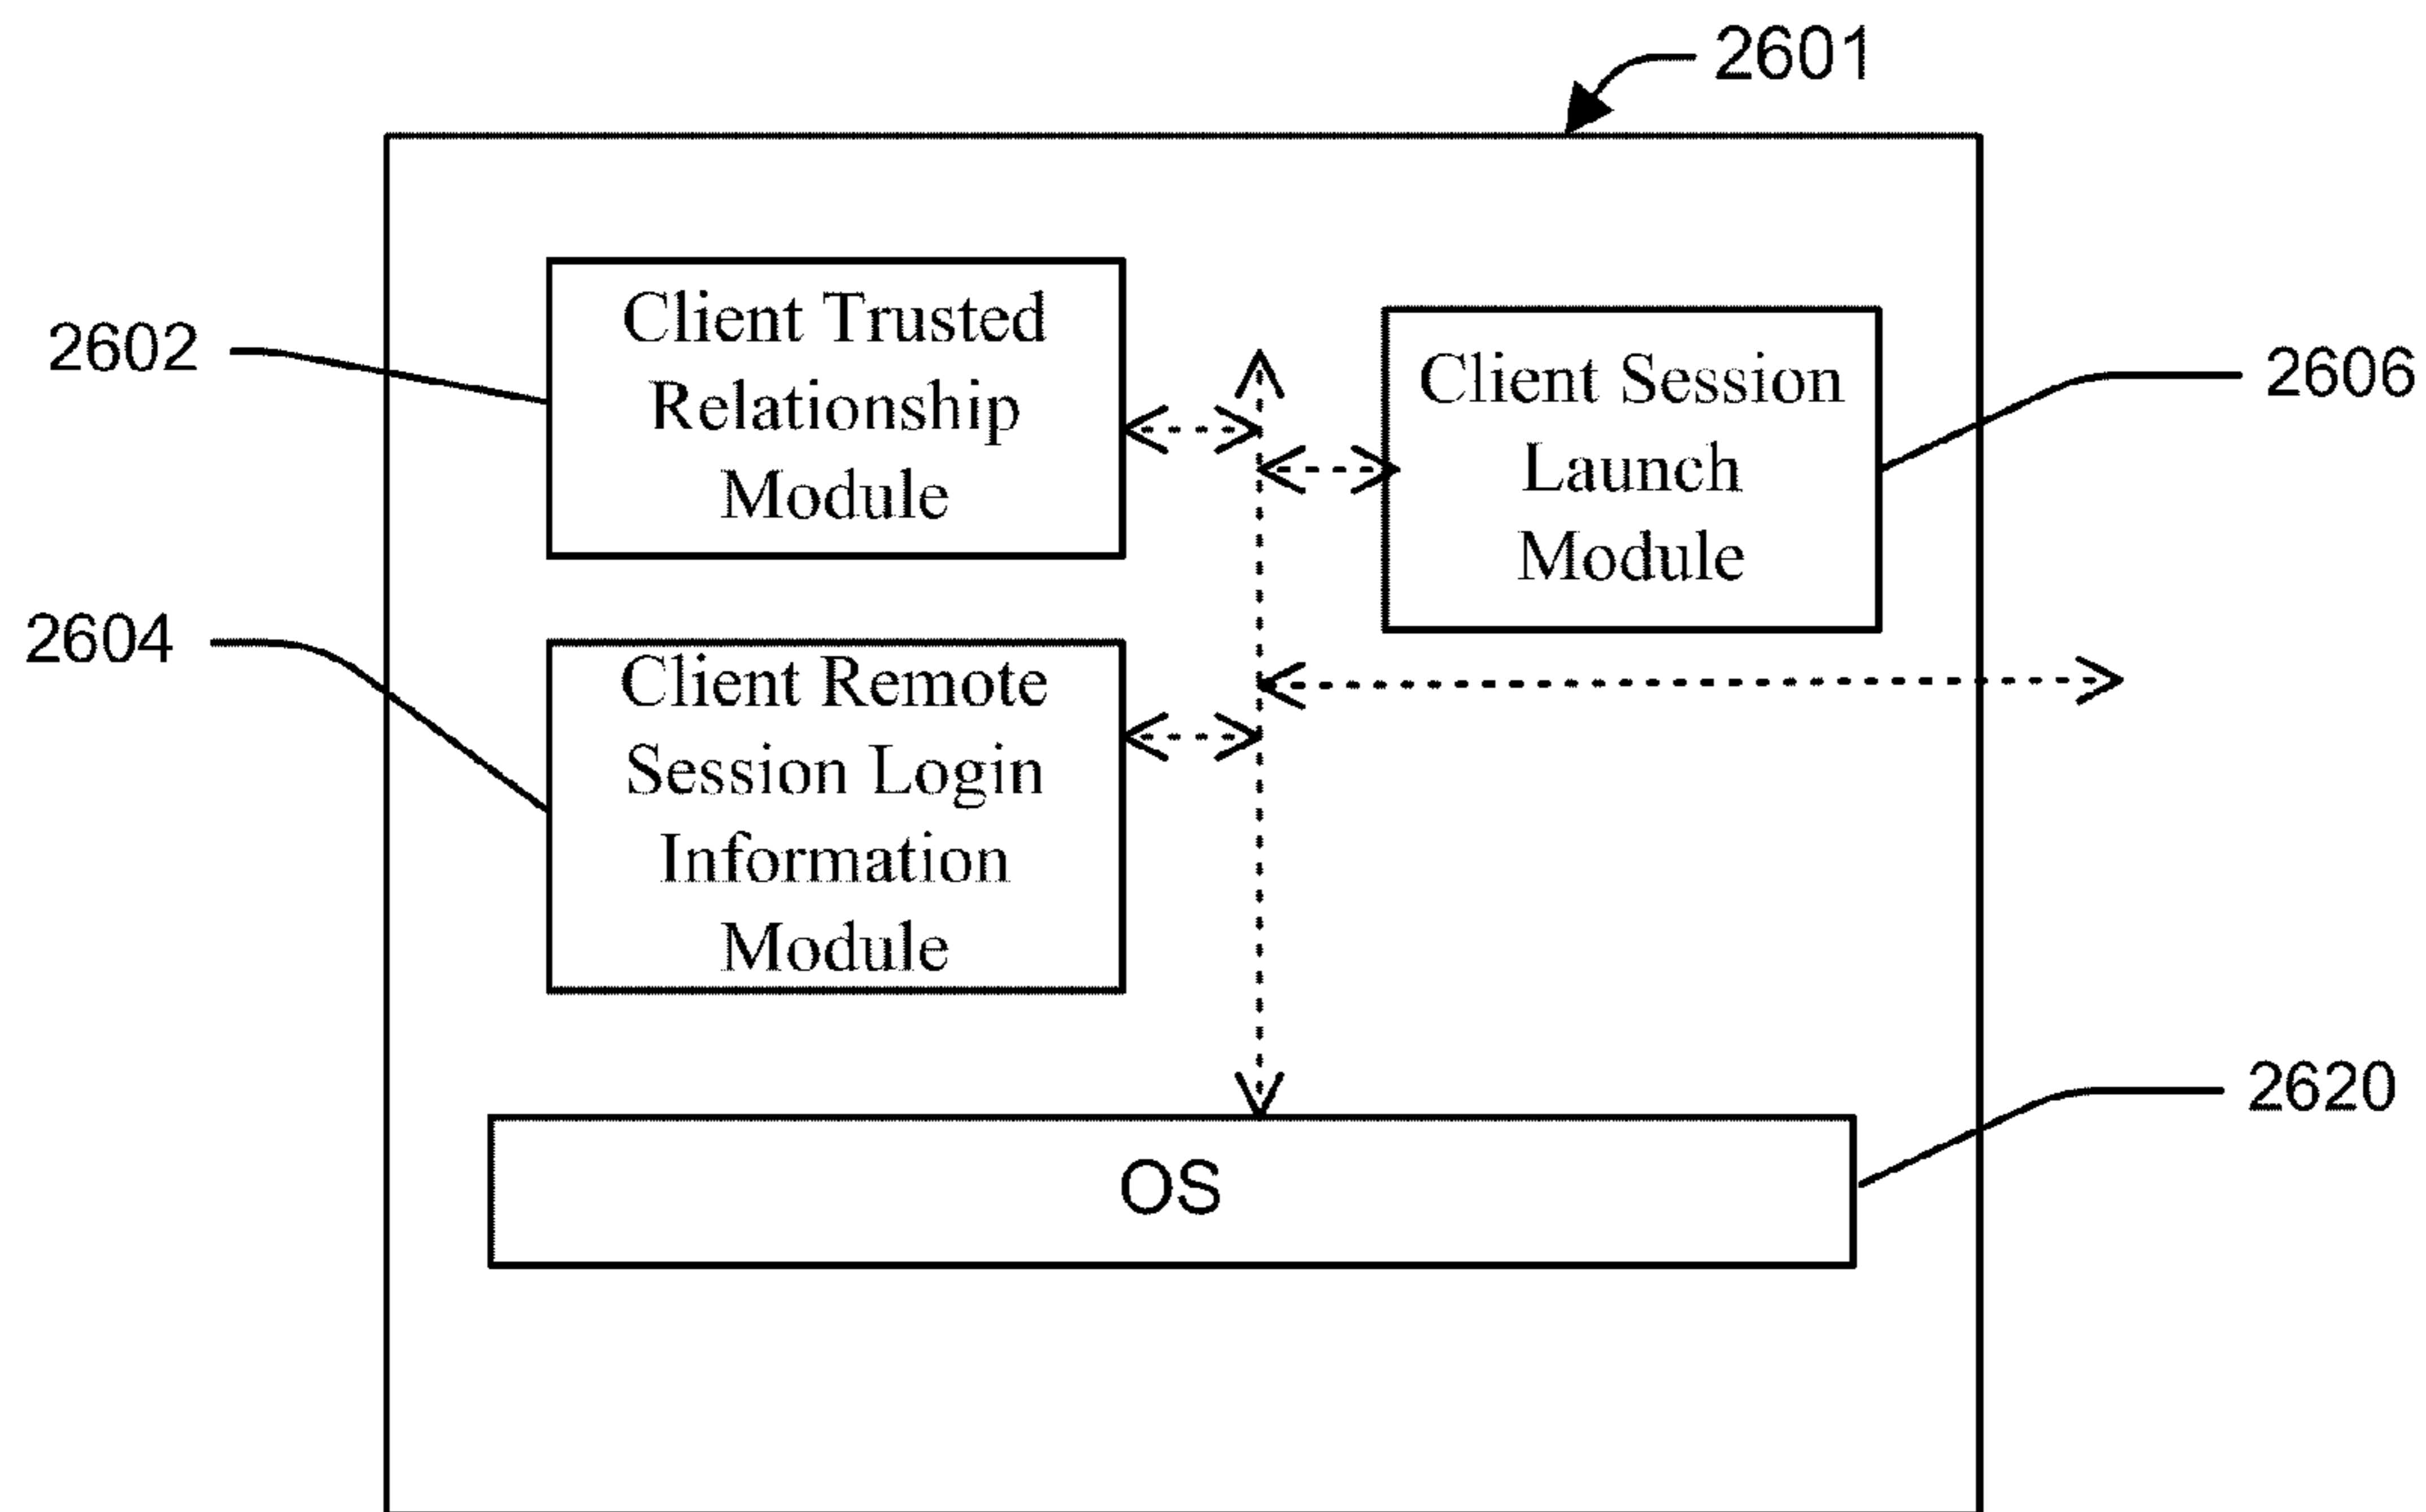 2601
Client Trusted
Relationship
Module
2602
Client Session
Launch
Module
2606
2604
Client Remote
Session Login
Information
Module
2620
OS